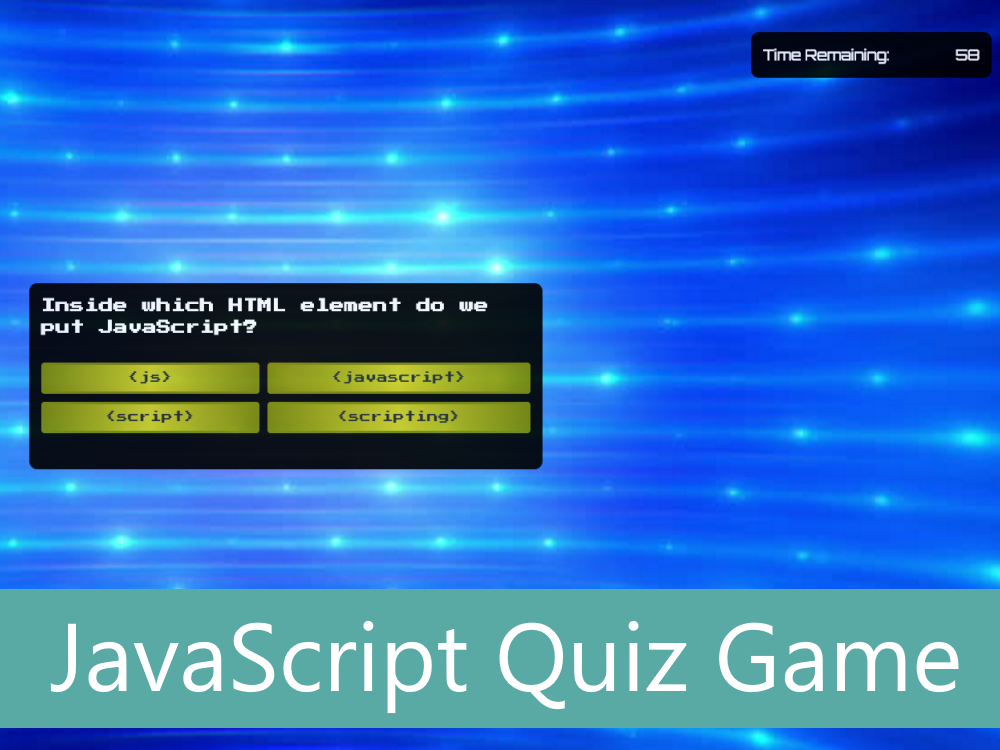 Time Remaining: 58
Inside which HTML element do we
put JavaScript?
<js> <javascript>
<script> <scripting>
JavaScript Quiz Game